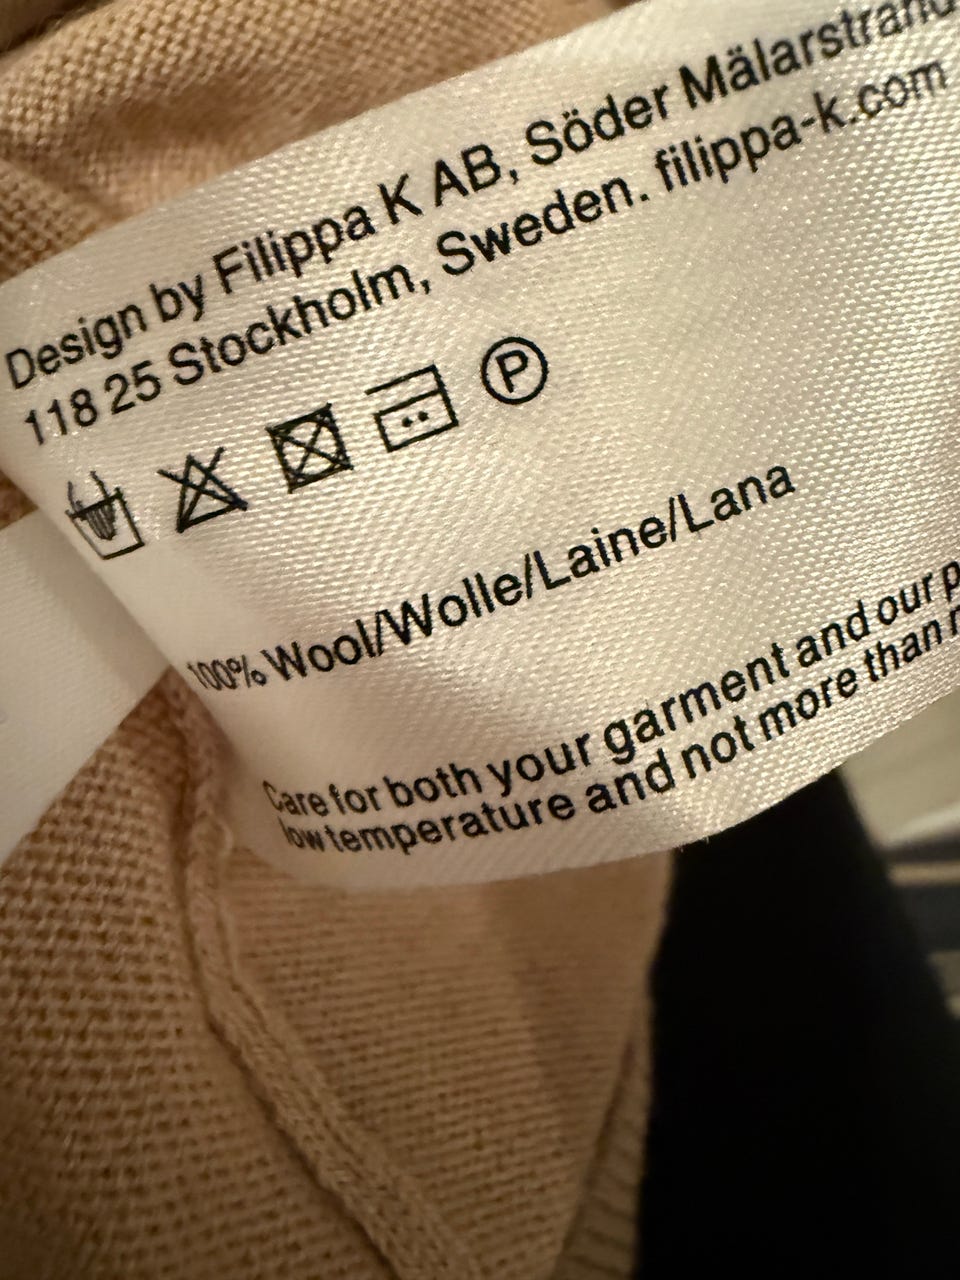 Design by Filippa K AB, Söder Mälarstrand
118 25 Stockholm, Sweden. filippa-k.com
P
100% Wool/Wolle/Laine/Lana
Care for both your garment and our
low temperature and not more than